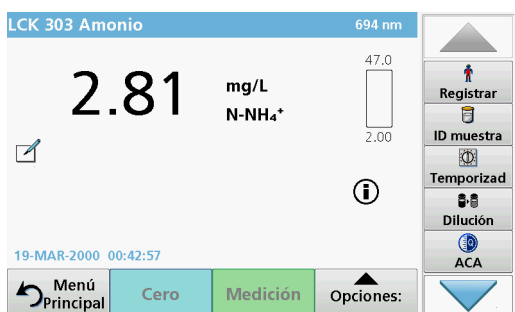 LCK 303 Amonio 694 nm
47.0
2.81 mg/L
N-NH₄⁺
2.00
19-MAR-2000 00:42:57
Menú Principal
Cero
Medición
Opciones:
Registrar
ID muestra
Temporizad
Dilución
ACA